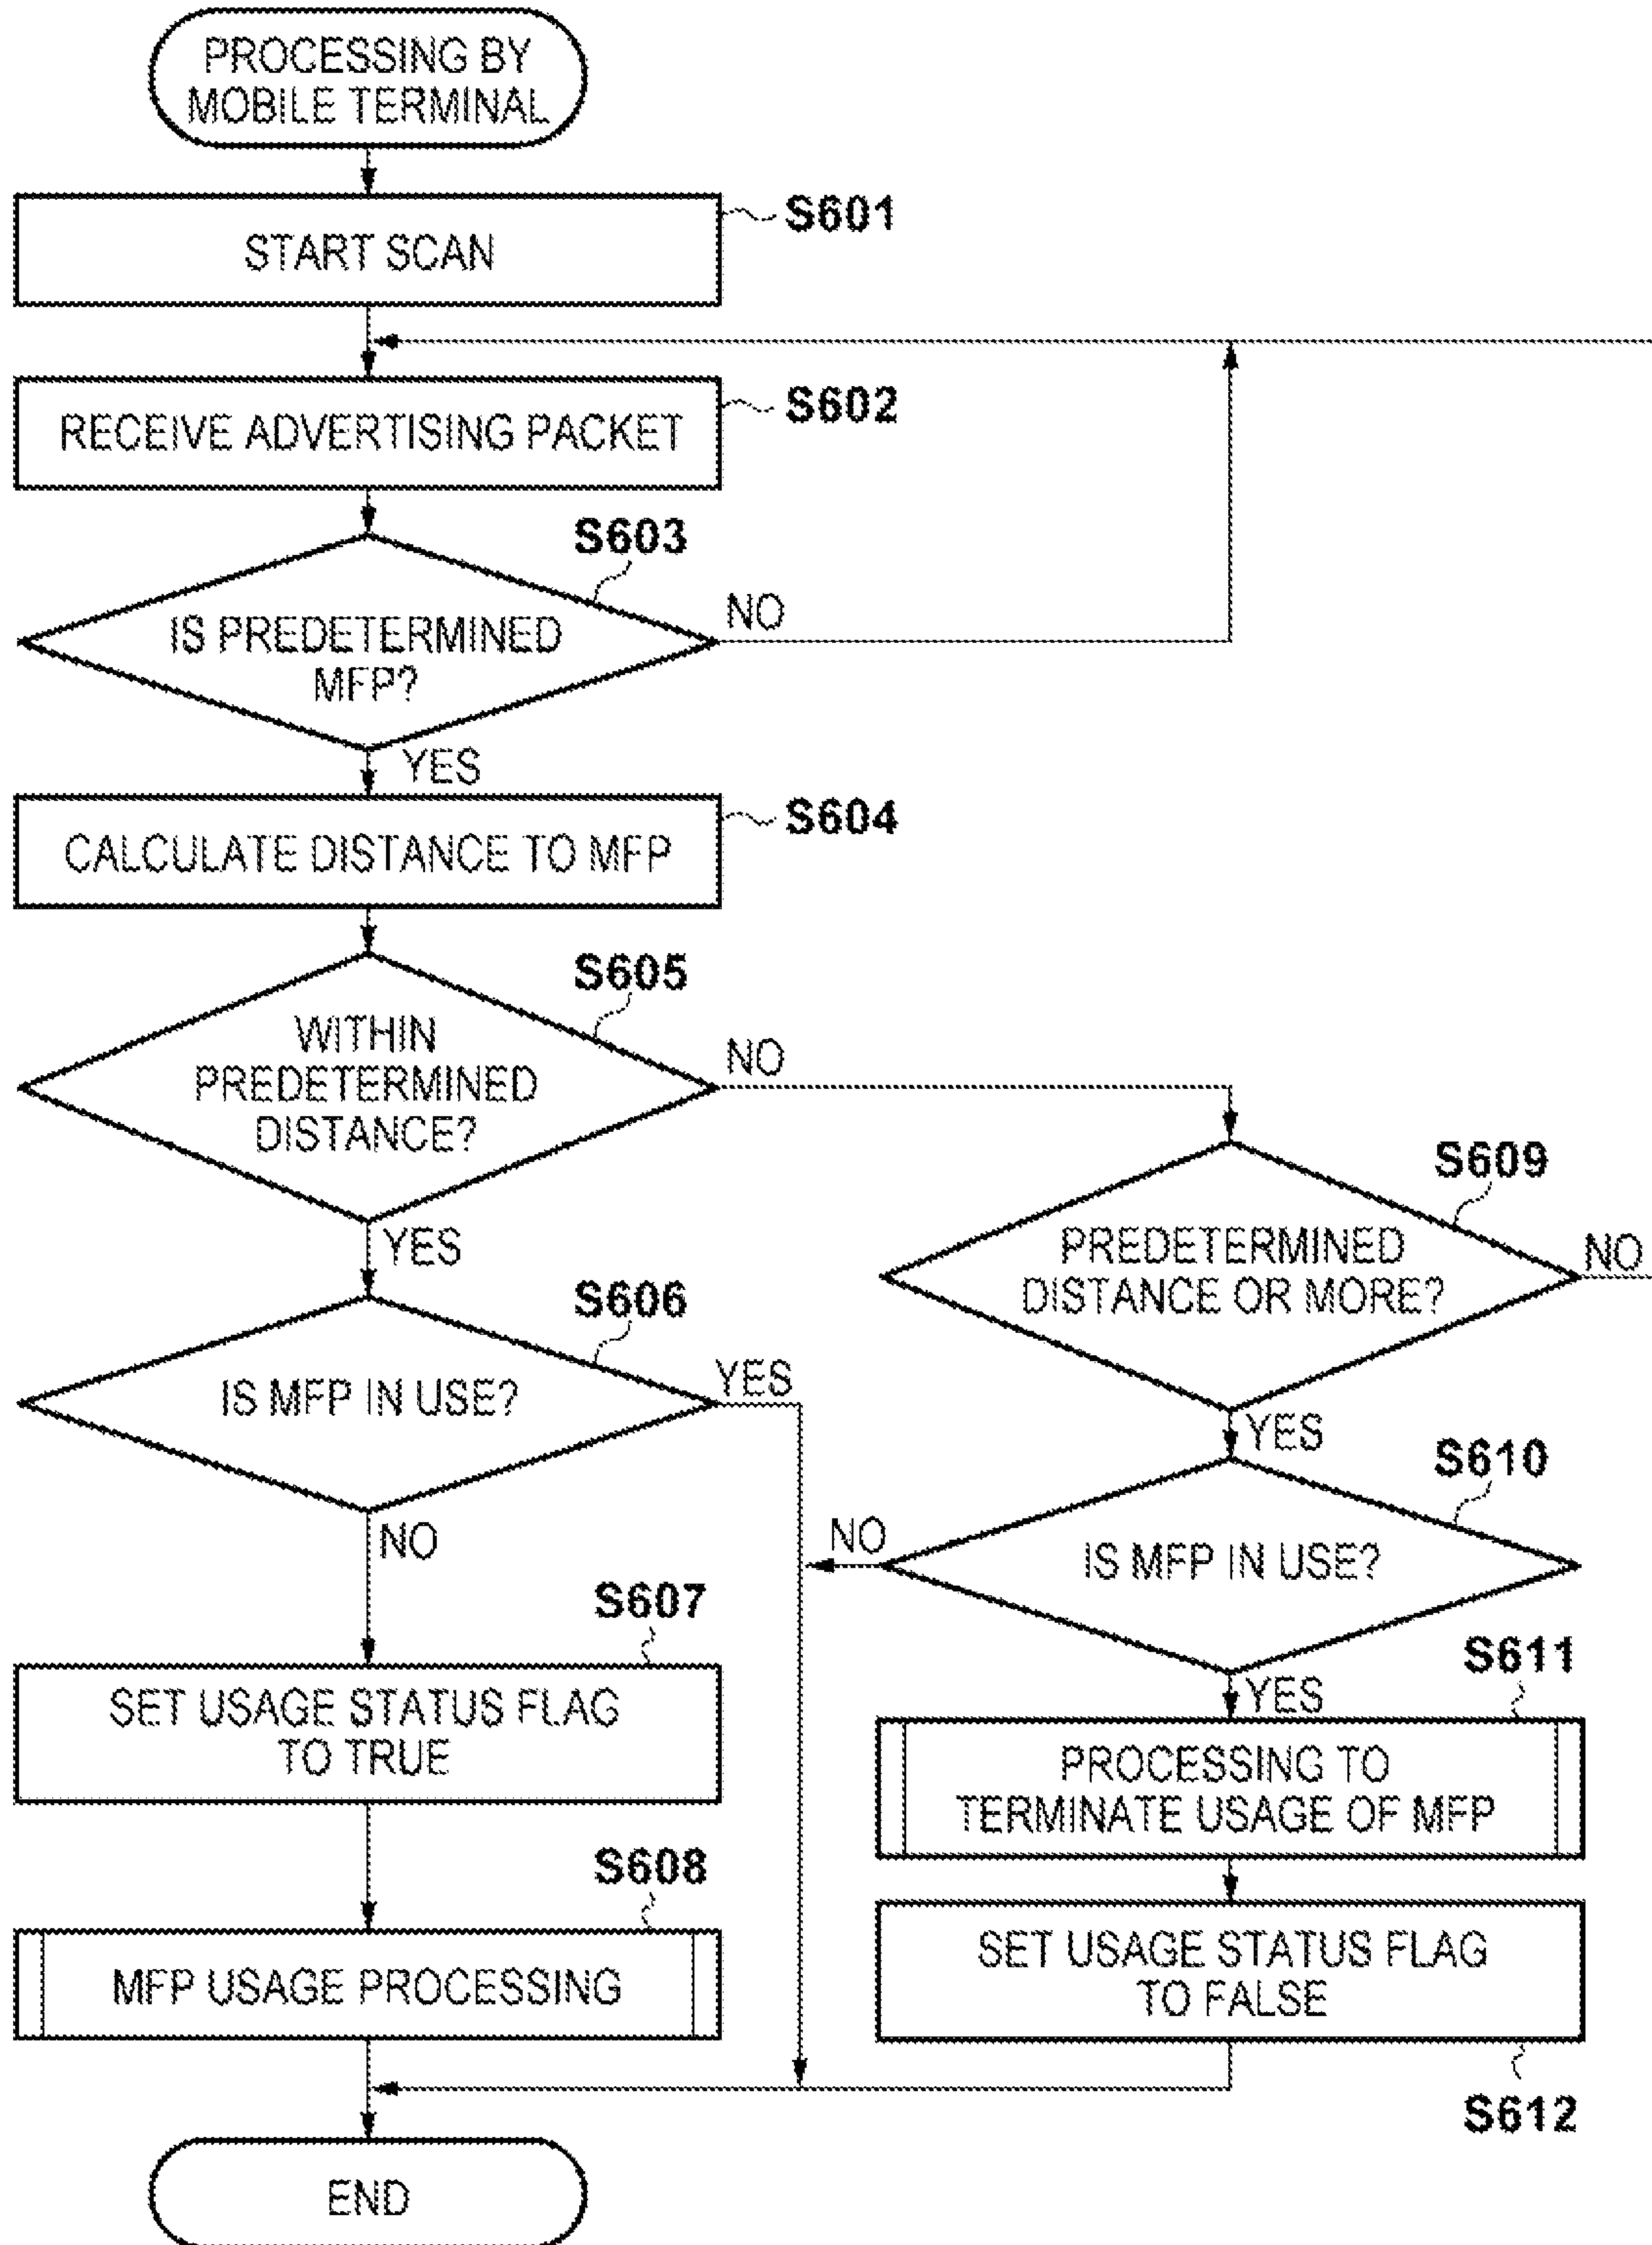 PROCESSING BY
MOBILE TERMINAL
S601
START SCAN
S602
RECEIVE ADVERTISING PACKET
S603
IS PREDETERMINED
MFP?
NO
YES
S604
CALCULATE DISTANCE TO MFP
S605
WITHIN
PREDETERMINED
DISTANCE?
NO
YES
S609
PREDETERMINED
DISTANCE OR MORE?
NO
YES
S606
IS MFP IN USE?
YES
NO
S610
IS MFP IN USE?
NO
YES
S607
SET USAGE STATUS FLAG
TO TRUE
S611
PROCESSING TO
TERMINATE USAGE OF MFP
S608
MFP USAGE PROCESSING
SET USAGE STATUS FLAG
TO FALSE
S612
END